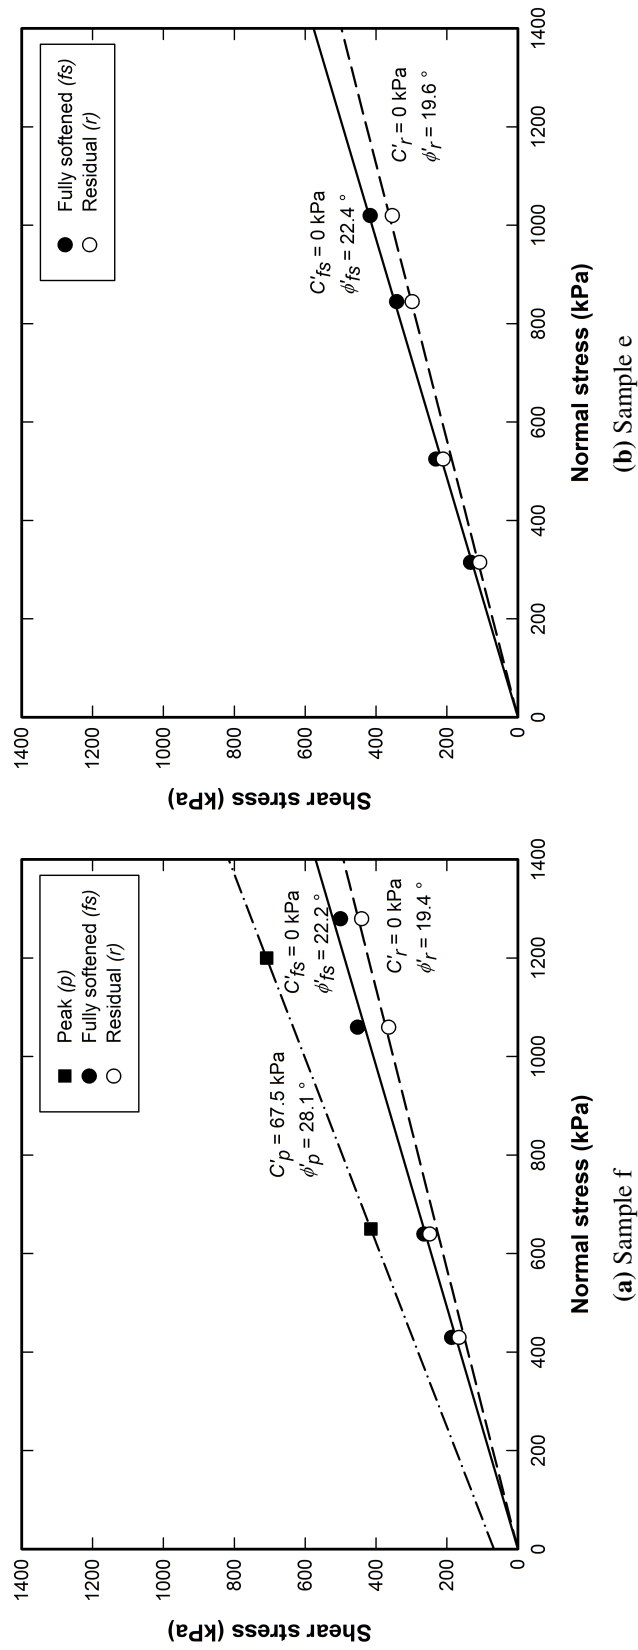 1400
1200
1000
800
600
400
200
0
Shear stress (kPa)
Peak (p)
Fully softened (fs)
Residual (r)
C'p = 67.5 kPa
ϕ'p = 28.1 °
C'fs = 0 kPa
ϕ'fs = 22.2 °
C'r = 0 kPa
ϕ'r = 19.4 °
0
200
400
600
800
1000
1200
1400
Normal stress (kPa)
(a) Sample f
1400
1200
1000
800
600
400
200
0
Shear stress (kPa)
Fully softened (fs)
Residual (r)
C'fs = 0 kPa
ϕ'fs = 22.4 °
C'r = 0 kPa
ϕ'r = 19.6 °
0
200
400
600
800
1000
1200
1400
Normal stress (kPa)
(b) Sample e